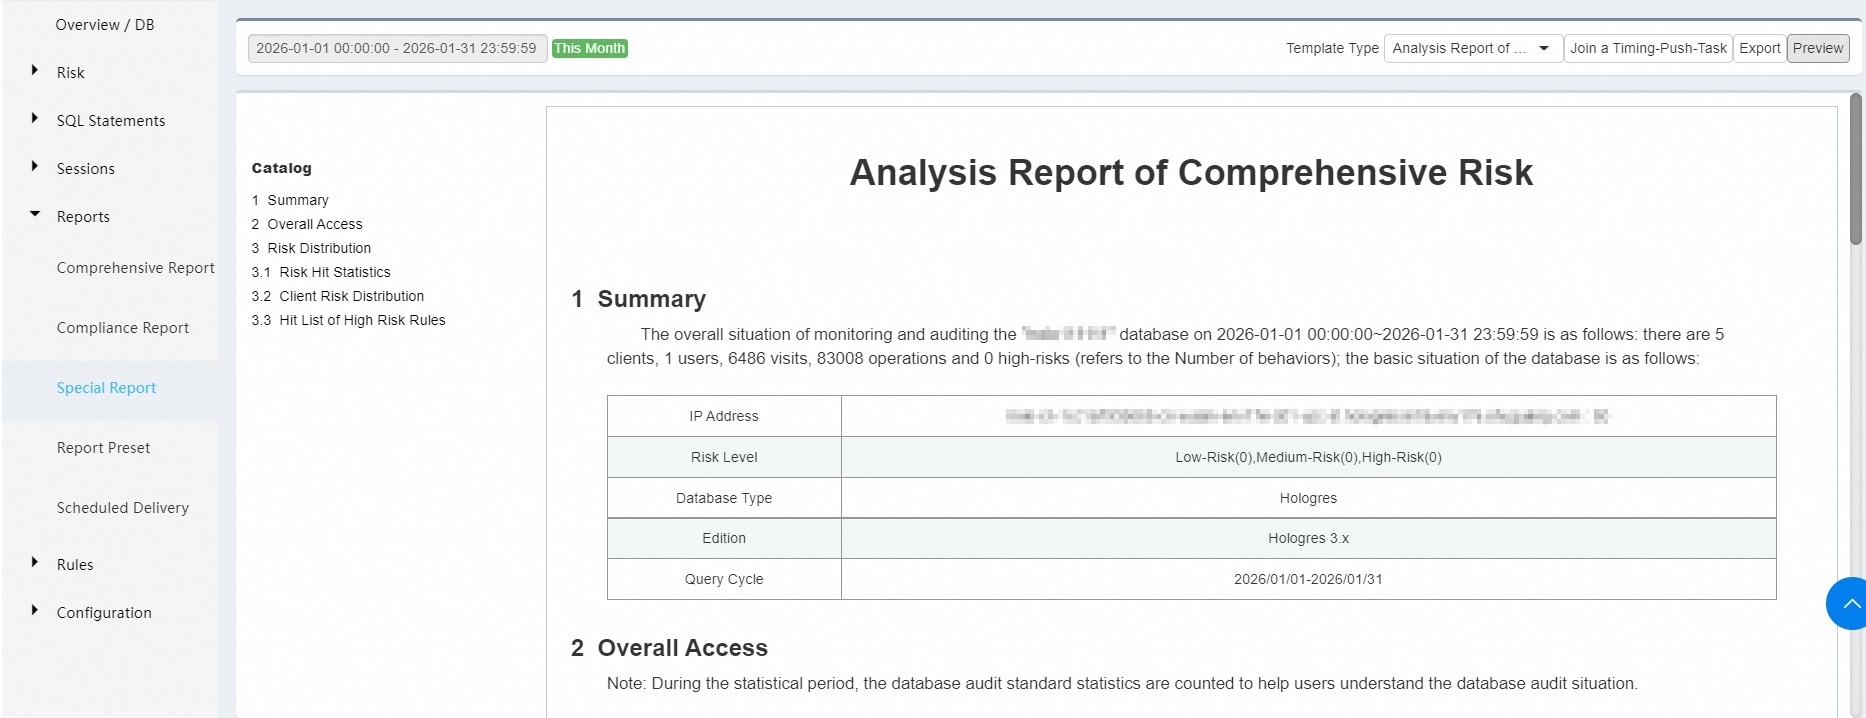 Overview / DB
Risk
SQL Statements
Sessions
Reports
Comprehensive Report
Compliance Report
Special Report
Report Preset
Scheduled Delivery
Rules
Configuration
2026-01-01 00:00:00 - 2026-01-31 23:59:59 This Month
Template Type Analysis Report of ... Join a Timing-Push-Task Export Preview
Catalog
1 Summary
2 Overall Access
3 Risk Distribution
3.1 Risk Hit Statistics
3.2 Client Risk Distribution
3.3 Hit List of High Risk Rules
Analysis Report of Comprehensive Risk
1 Summary
The overall situation of monitoring and auditing the database on 2026-01-01 00:00:00~2026-01-31 23:59:59 is as follows: there are 5
clients, 1 users, 6486 visits, 83008 operations and 0 high-risks (refers to the Number of behaviors); the basic situation of the database is as follows:
IP Address
Risk Level Low-Risk(0),Medium-Risk(0),High-Risk(0)
Database Type Hologres
Edition Hologres 3.x
Query Cycle 2026/01/01-2026/01/31
2 Overall Access
Note: During the statistical period, the database audit standard statistics are counted to help users understand the database audit situation.